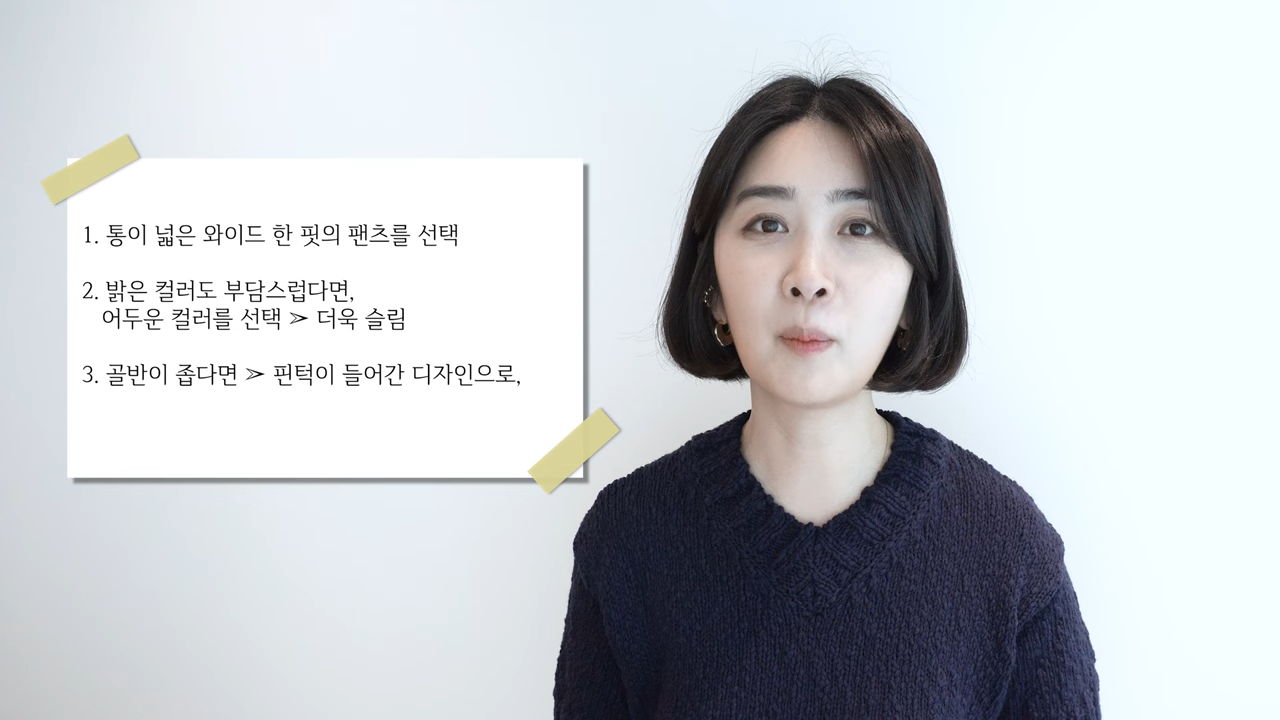 1. 통이 넓은 와이드 한 핏의 팬츠를 선택
2. 밝은 컬러도 부담스럽다면,
어두운 컬러를 선택 ➣ 더욱 슬림
3. 골반이 좁다면 ➣ 핀턱이 들어간 디자인으로,